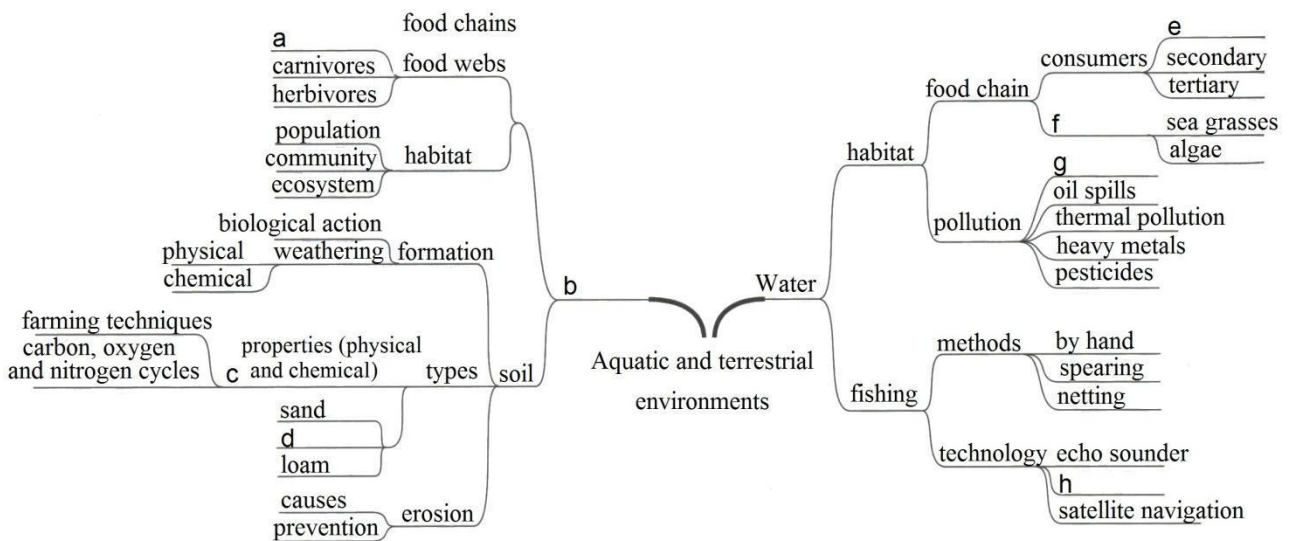 food chains
a
carnivores
herbivores
food webs
population
community
ecosystem
habitat
biological action
physical
weathering
chemical
formation
b
farming techniques
carbon, oxygen
and nitrogen cycles
c
properties (physical
and chemical)
types
soil
sand
d
loam
causes
prevention
erosion
Aquatic and terrestrial
environments
Water
habitat
food chain
consumers
e
secondary
tertiary
f
sea grasses
algae
pollution
g
oil spills
thermal pollution
heavy metals
pesticides
fishing
methods
by hand
spearing
netting
technology
echo sounder
h
satellite navigation